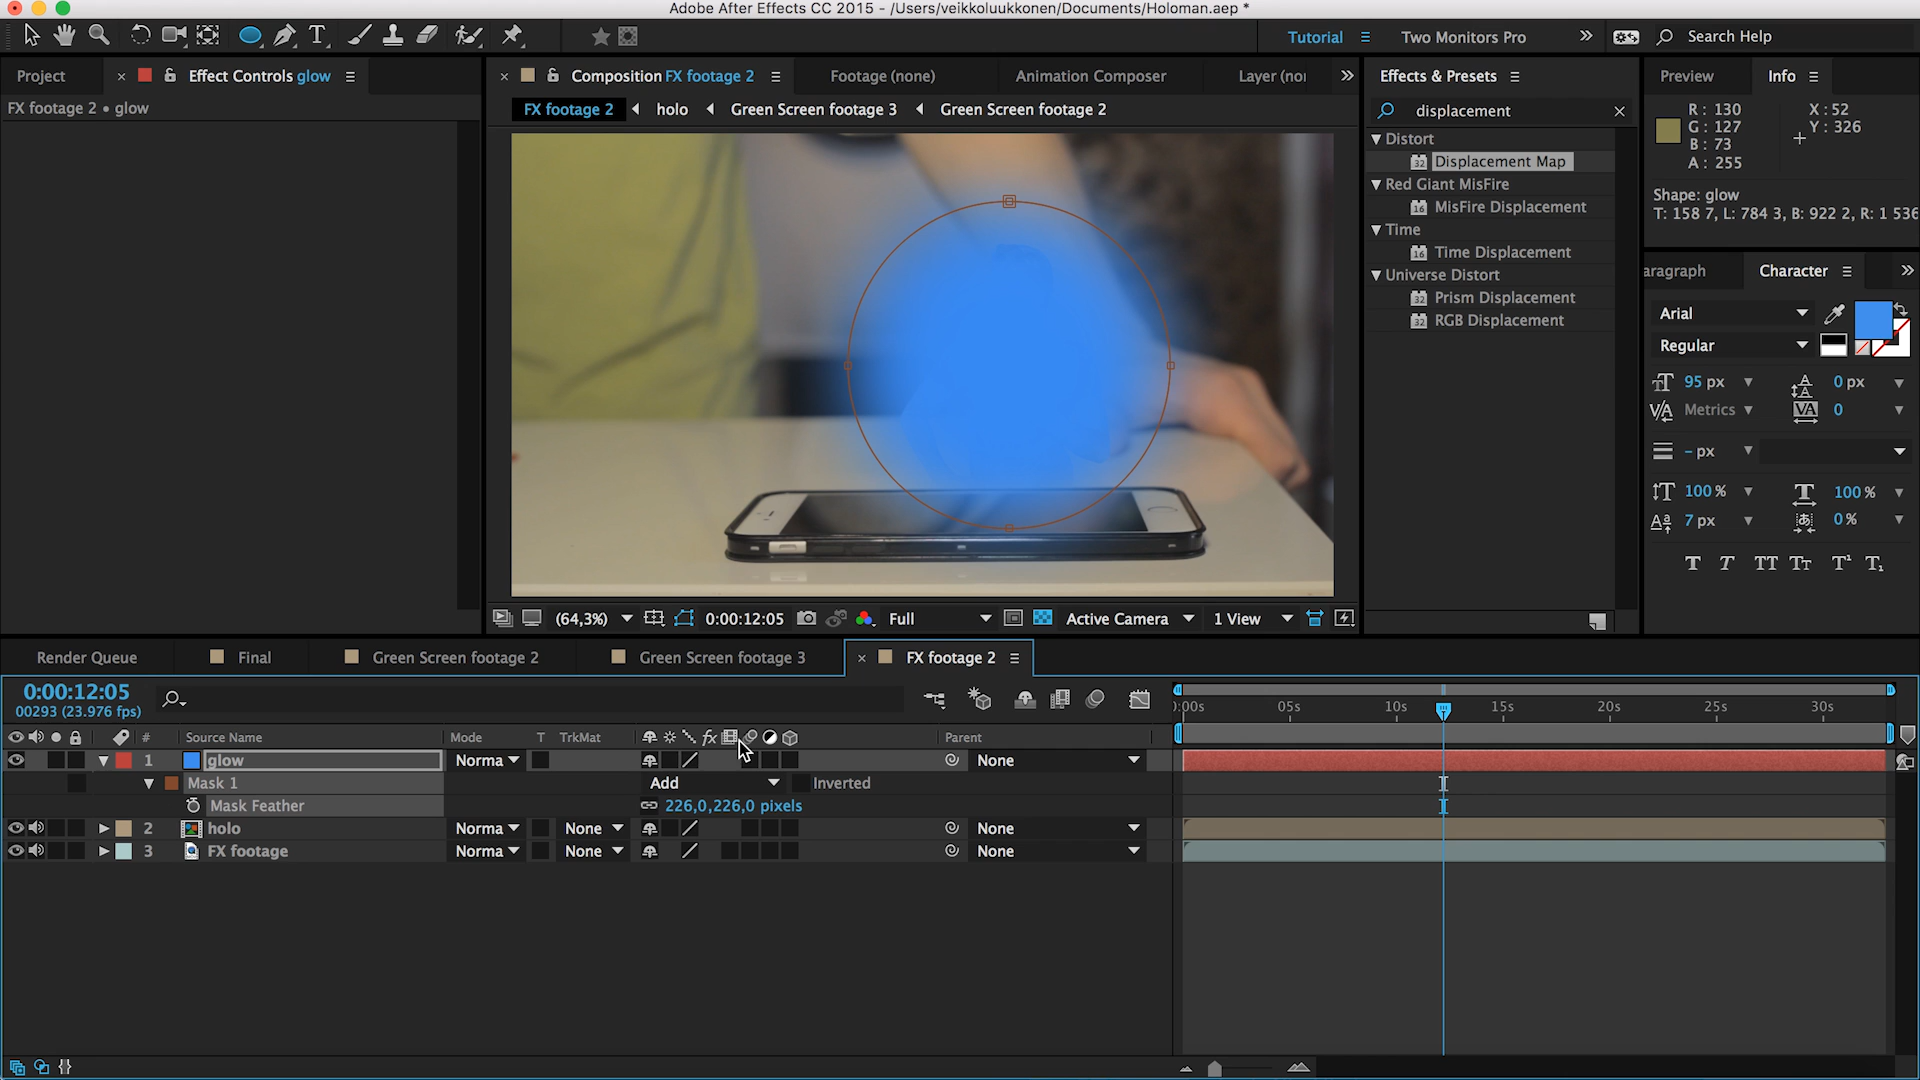 Adobe After Effects CC 2015 - /Users/veikkoluukkonen/Documents/Holoman.aep *
Tutorial
Two Monitors Pro
Search Help
Project
Effect Controls glow
FX footage 2 • glow
Composition FX footage 2
Footage (none)
Animation Composer
Layer (no
FX footage 2
holo
Green Screen footage 3
Green Screen footage 2
Effects & Presets
displacement
Distort
Displacement Map
Red Giant MisFire
MisFire Displacement
Time
Time Displacement
Universe Distort
Prism Displacement
RGB Displacement
Preview
Info
R: 130
G: 127
B: 73
A: 255
X: 52
Y: 326
Shape: glow
T: 158 7, L: 784 3, B: 922 2, R: 1 536
aragraph
Character
Arial
Regular
95 px
0 px
Metrics
0
- px
100 %
100 %
7 px
0 %
(64,3%)
0:00:12:05
Full
Active Camera
1 View
Render Queue
Final
Green Screen footage 2
Green Screen footage 3
FX footage 2
0:00:12:05
00293 (23.976 fps)
:00s
05s
10s
15s
20s
25s
30s
#
Source Name
Mode
T
TrkMat
fx
Parent
1
glow
Norma
None
Mask 1
Add
Inverted
Mask Feather
226,0,226,0 pixels
2
holo
Norma
None
None
3
FX footage
Norma
None
None